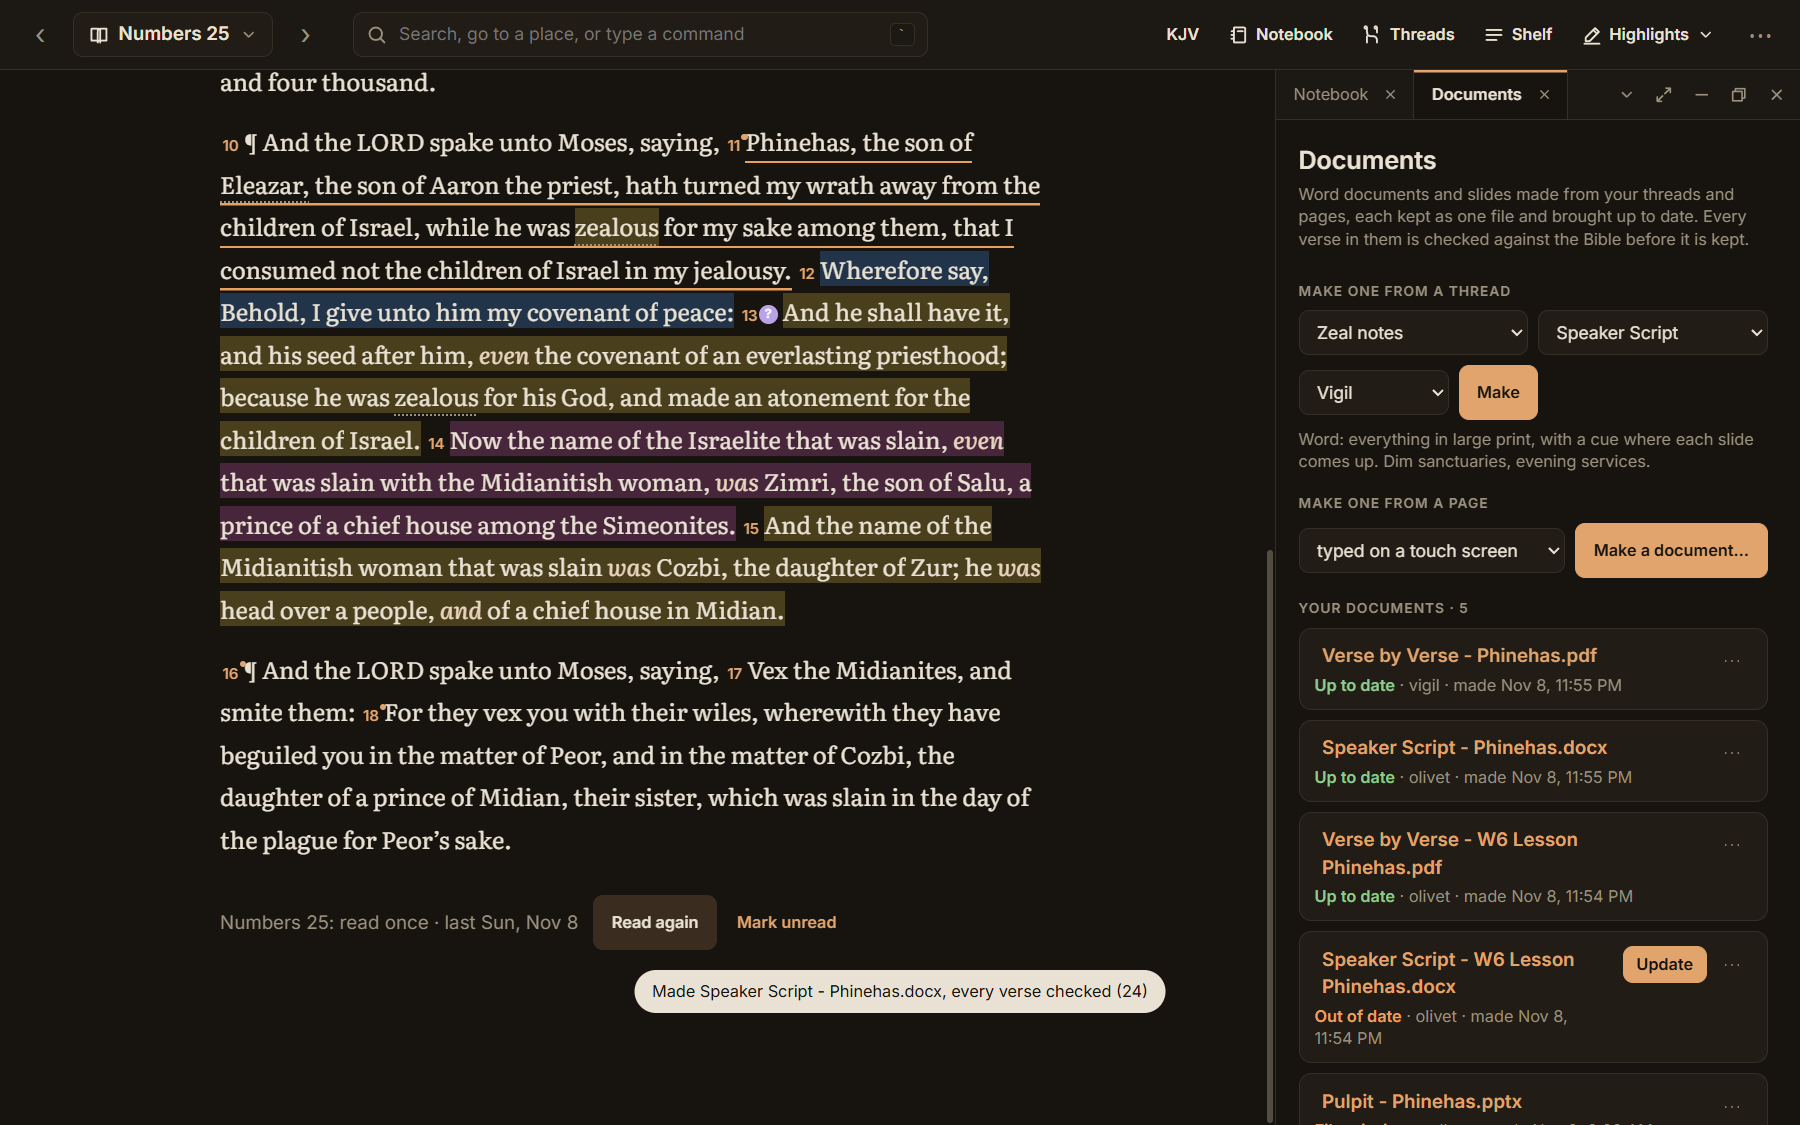 Numbers 25
Search, go to a place, or type a command
`
KJV
Notebook
Threads
Shelf
Highlights
and four thousand.
10 ¶ And the LORD spake unto Moses, saying, 11 Phinehas, the son of
Eleazar, the son of Aaron the priest, hath turned my wrath away from the
children of Israel, while he was zealous for my sake among them, that I
consumed not the children of Israel in my jealousy. 12 Wherefore say,
Behold, I give unto him my covenant of peace: 13 ? And he shall have it,
and his seed after him, even the covenant of an everlasting priesthood;
because he was zealous for his God, and made an atonement for the
children of Israel. 14 Now the name of the Israelite that was slain, even
that was slain with the Midianitish woman, was Zimri, the son of Salu, a
prince of a chief house among the Simeonites. 15 And the name of the
Midianitish woman that was slain was Cozbi, the daughter of Zur; he was
head over a people, and of a chief house in Midian.
16 ¶ And the LORD spake unto Moses, saying, 17 Vex the Midianites, and
smite them: 18 For they vex you with their wiles, wherewith they have
beguiled you in the matter of Peor, and in the matter of Cozbi, the
daughter of a prince of Midian, their sister, which was slain in the day of
the plague for Peor’s sake.
Numbers 25: read once · last Sun, Nov 8
Read again
Mark unread
Made Speaker Script - Phinehas.docx, every verse checked (24)
Notebook
Documents
Documents
Word documents and slides made from your threads and
pages, each kept as one file and brought up to date. Every
verse in them is checked against the Bible before it is kept.
MAKE ONE FROM A THREAD
Zeal notes
Speaker Script
Vigil
Make
Word: everything in large print, with a cue where each slide
comes up. Dim sanctuaries, evening services.
MAKE ONE FROM A PAGE
typed on a touch screen
Make a document...
YOUR DOCUMENTS · 5
Verse by Verse - Phinehas.pdf
Up to date · vigil · made Nov 8, 11:55 PM
Speaker Script - Phinehas.docx
Up to date · olivet · made Nov 8, 11:55 PM
Verse by Verse - W6 Lesson
Phinehas.pdf
Up to date · olivet · made Nov 8, 11:54 PM
Speaker Script - W6 Lesson
Phinehas.docx
Update
Out of date · olivet · made Nov 8,
11:54 PM
Pulpit - Phinehas.pptx